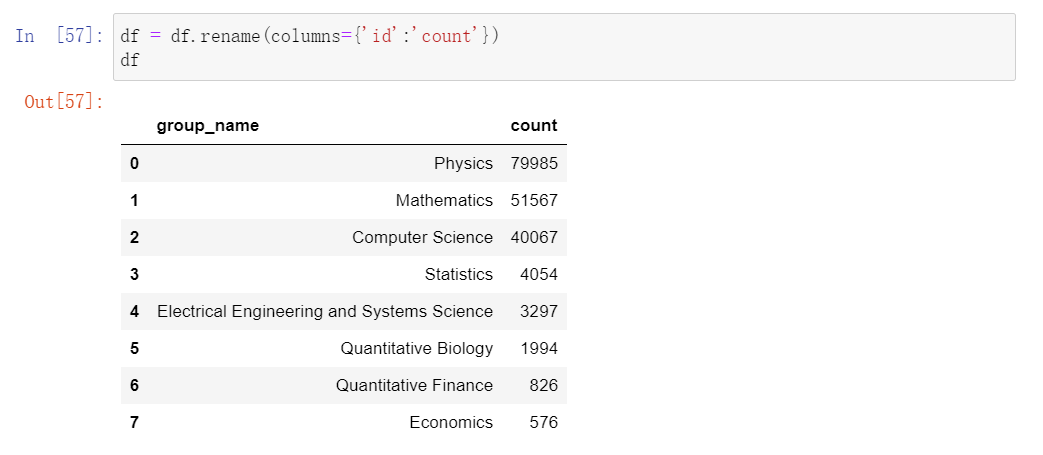 In [57]: df = df.rename(columns={'id':'count'})
df
Out[57]:
group_name count
0 Physics 79985
1 Mathematics 51567
2 Computer Science 40067
3 Statistics 4054
4 Electrical Engineering and Systems Science 3297
5 Quantitative Biology 1994
6 Quantitative Finance 826
7 Economics 576